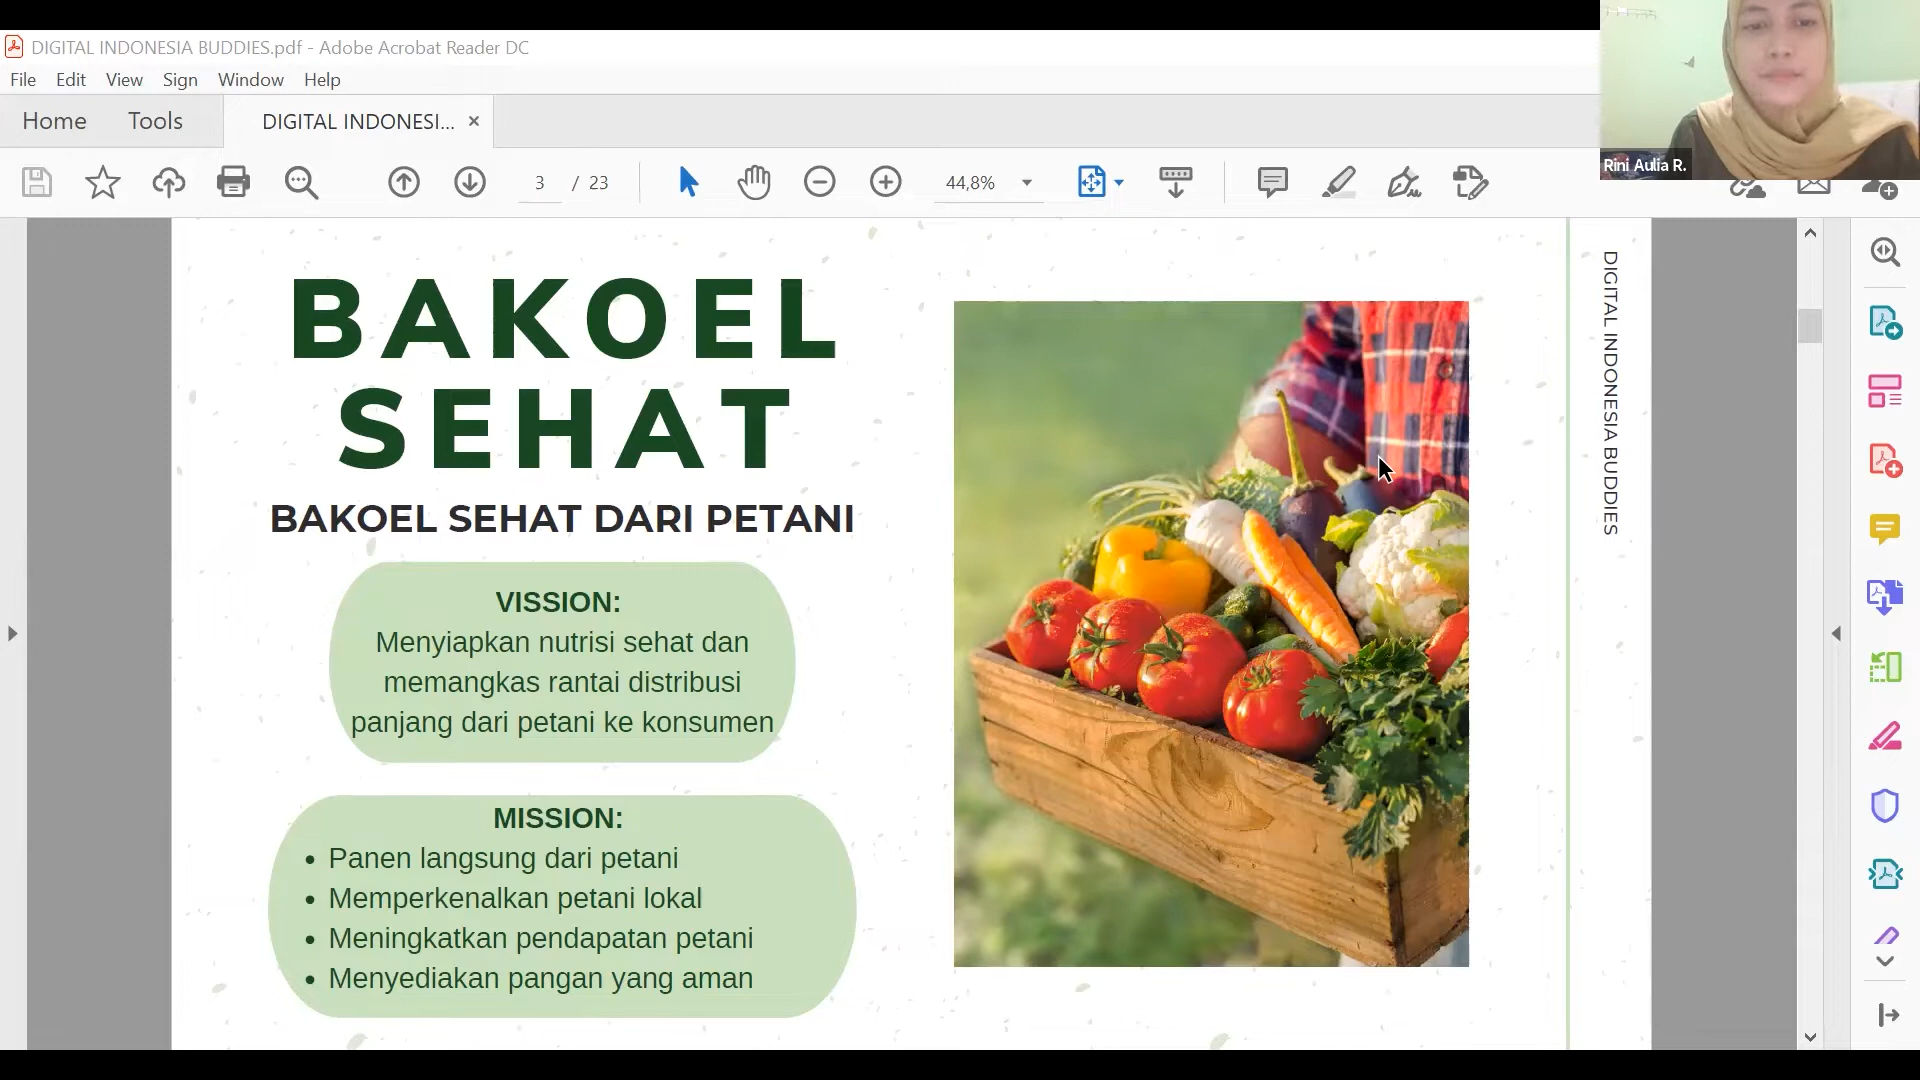 DIGITAL INDONESIA BUDDIES.pdf - Adobe Acrobat Reader DC
File Edit View Sign Window Help
Home Tools DIGITAL INDONESI... ×
3 / 23 44,8%
Rini Aulia R.
BAKOEL
SEHAT
BAKOEL SEHAT DARI PETANI
VISSION:
Menyiapkan nutrisi sehat dan
memangkas rantai distribusi
panjang dari petani ke konsumen
MISSION:
• Panen langsung dari petani
• Memperkenalkan petani lokal
• Meningkatkan pendapatan petani
• Menyediakan pangan yang aman
DIGITAL INDONESIA BUDDIES